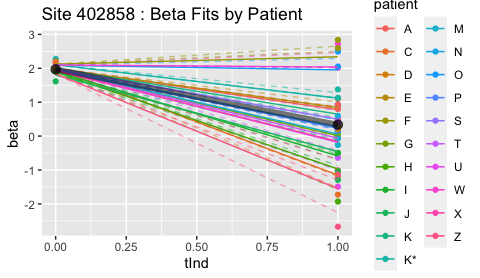 Site 402858 : Beta Fits by Patient
beta
3
2
1
0
-1
-2
0.00
0.25
0.50
0.75
1.00
tInd
patient
A
C
D
E
F
G
H
I
J
K
K*
M
N
O
P
S
T
U
W
X
Z